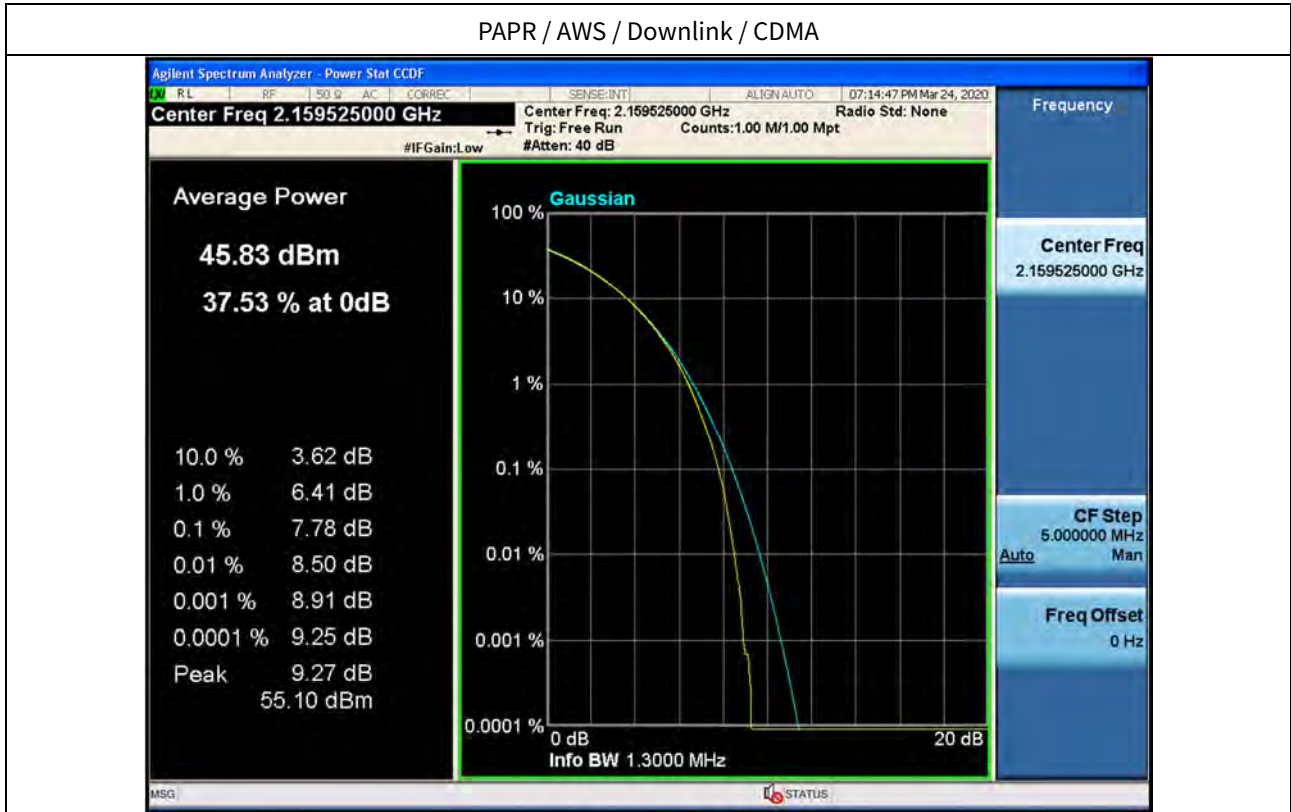 PAPR / AWS / Downlink / CDMA
Agilent Spectrum Analyzer - Power Stat CCDF
RL RF 50 Ω AC CORREC SENSE:INT ALIGN AUTO 07:14:47 PM Mar 24, 2020
Center Freq 2.159525000 GHz
Center Freq: 2.159525000 GHz Radio Std: None
Trig: Free Run Counts:1.00 M/1.00 Mpt
#IFGain:Low #Atten: 40 dB
Frequency
Average Power
45.83 dBm
37.53 % at 0dB
10.0 % 3.62 dB
1.0 % 6.41 dB
0.1 % 7.78 dB
0.01 % 8.50 dB
0.001 % 8.91 dB
0.0001 % 9.25 dB
Peak 9.27 dB
55.10 dBm
Gaussian
100 %
10 %
1 %
0.1 %
0.01 %
0.001 %
0.0001 %
0 dB 20 dB
Info BW 1.3000 MHz
Center Freq
2.159525000 GHz
CF Step
5.000000 MHz
Auto Man
Freq Offset
0 Hz
MSG STATUS